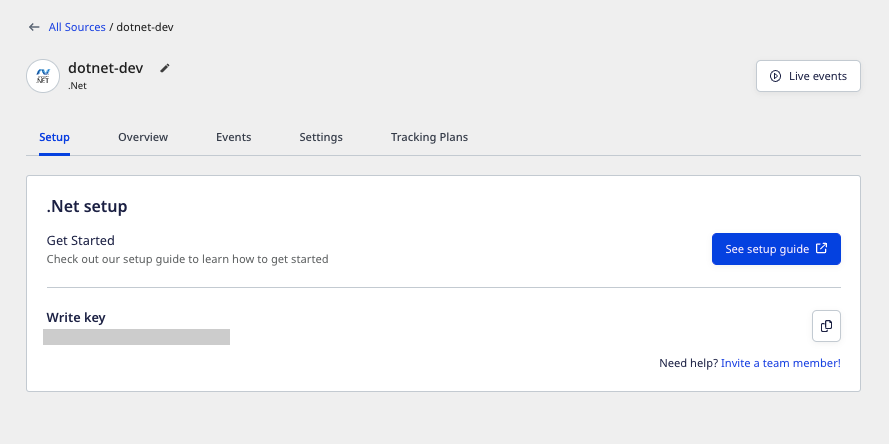 All Sources / dotnet-dev
dotnet-dev
.Net
.NET
Live events
Setup
Overview
Events
Settings
Tracking Plans
.Net setup
Get Started
Check out our setup guide to learn how to get started
See setup guide
Write key
Need help? Invite a team member!